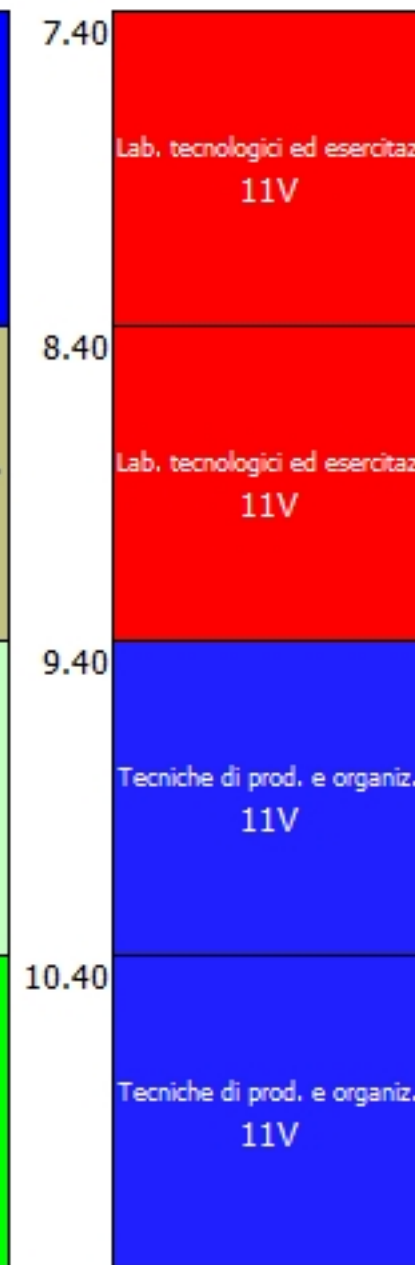 7.40
Lab. tecnologici ed esercitaz
11V
8.40
Lab. tecnologici ed esercitaz
11V
9.40
Tecniche di prod. e organiz.
11V
10.40
Tecniche di prod. e organiz.
11V